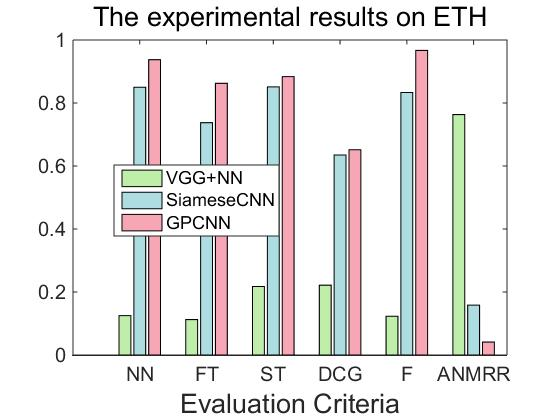 The experimental results on ETH
1
0.8
0.6
0.4
0.2
0
VGG+NN
SiameseCNN
GPCNN
NN FT ST DCG F ANMRR
Evaluation Criteria